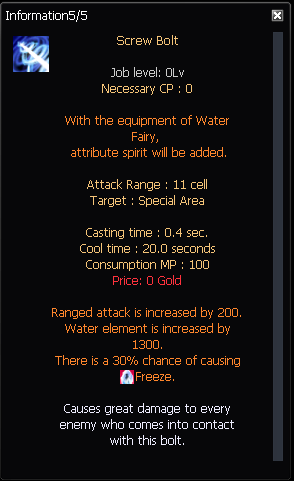 Information5/5
Screw Bolt
Job level: 0Lv
Necessary CP : 0
With the equipment of Water
Fairy,
attribute spirit will be added.
Attack Range : 11 cell
Target : Special Area
Casting time : 0.4 sec.
Cool time : 20.0 seconds
Consumption MP : 100
Price: 0 Gold
Ranged attack is increased by 200.
Water element is increased by
1300.
There is a 30% chance of causing
Freeze.
Causes great damage to every
enemy who comes into contact
with this bolt.